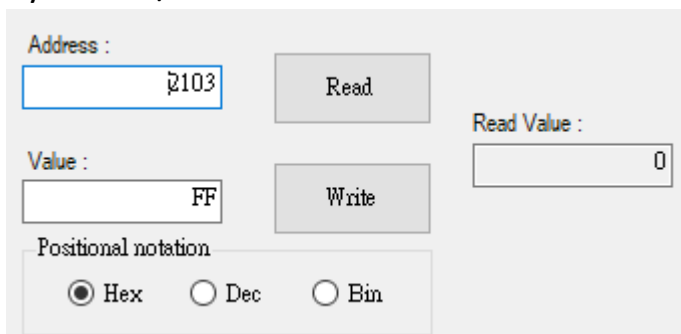 Address :
2103
Read
Read Value :
0
Value :
FF
Write
Positional notation
Hex
Dec
Bin